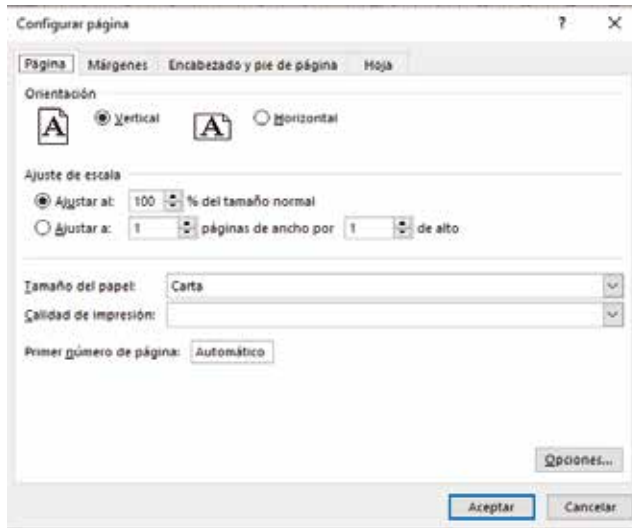 Configurar página ? ×
Página Márgenes Encabezado y pie de página Hoja
Orientación
A Vertical A Horizontal
Ajuste de escala
Ajustar al: 100 % del tamaño normal
Ajustar a: 1 páginas de ancho por 1 de alto
Tamaño del papel: Carta
Calidad de impresión:
Primer número de página: Automático
Opciones...
Aceptar Cancelar